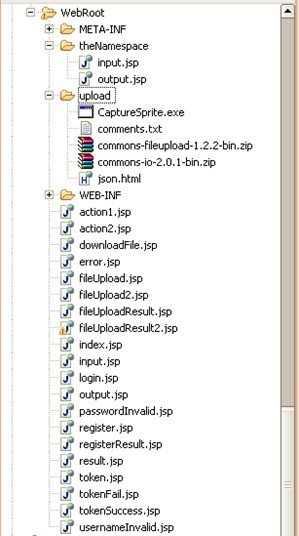 WebRoot
META-INF
theNamespace
input.jsp
output.jsp
upload
CaptureSprite.exe
comments.txt
commons-fileupload-1.2.2-bin.zip
commons-io-2.0.1-bin.zip
json.html
WEB-INF
action1.jsp
action2.jsp
downloadFile.jsp
error.jsp
fileUpload.jsp
fileUpload2.jsp
fileUploadResult.jsp
fileUploadResult2.jsp
index.jsp
input.jsp
login.jsp
output.jsp
passwordInvalid.jsp
register.jsp
registerResult.jsp
result.jsp
token.jsp
tokenFail.jsp
tokenSuccess.jsp
usernameInvalid.jsp